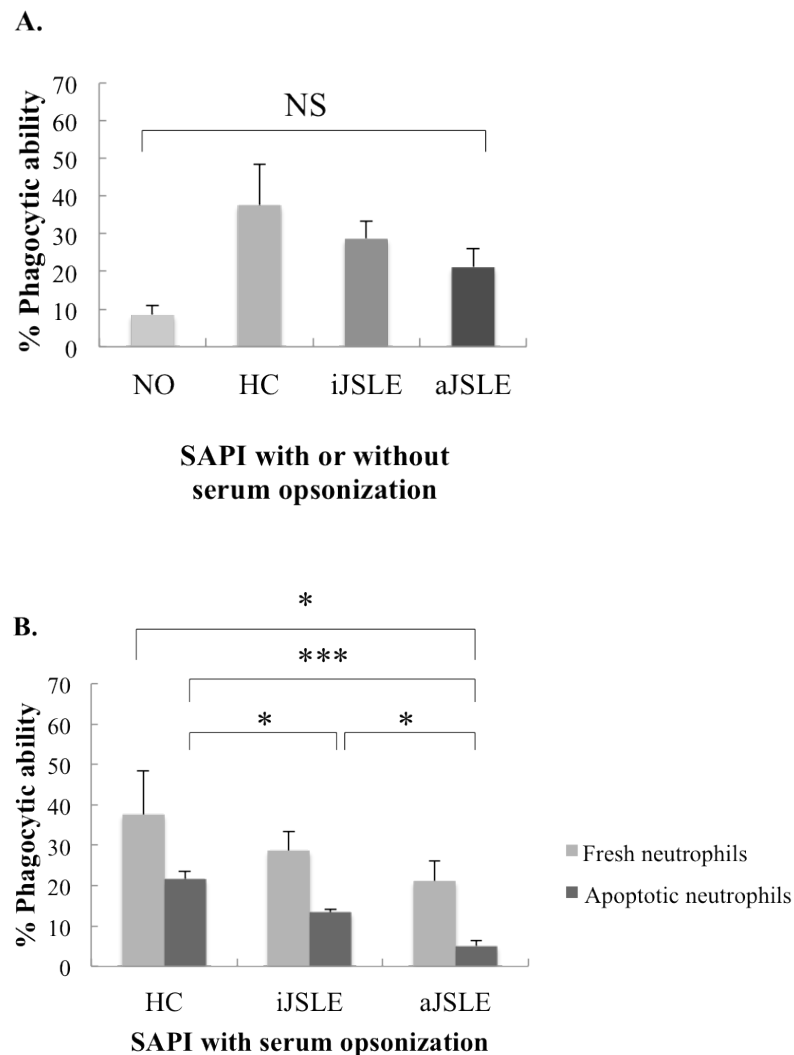 A.
NS
% Phagocytic ability
70
60
50
40
30
20
10
0
NO HC iJSLE aJSLE
SAPI with or without
serum opsonization
B.
*
***
* *
% Phagocytic ability
70
60
50
40
30
20
10
0
Fresh neutrophils
Apoptotic neutrophils
HC iJSLE aJSLE
SAPI with serum opsonization